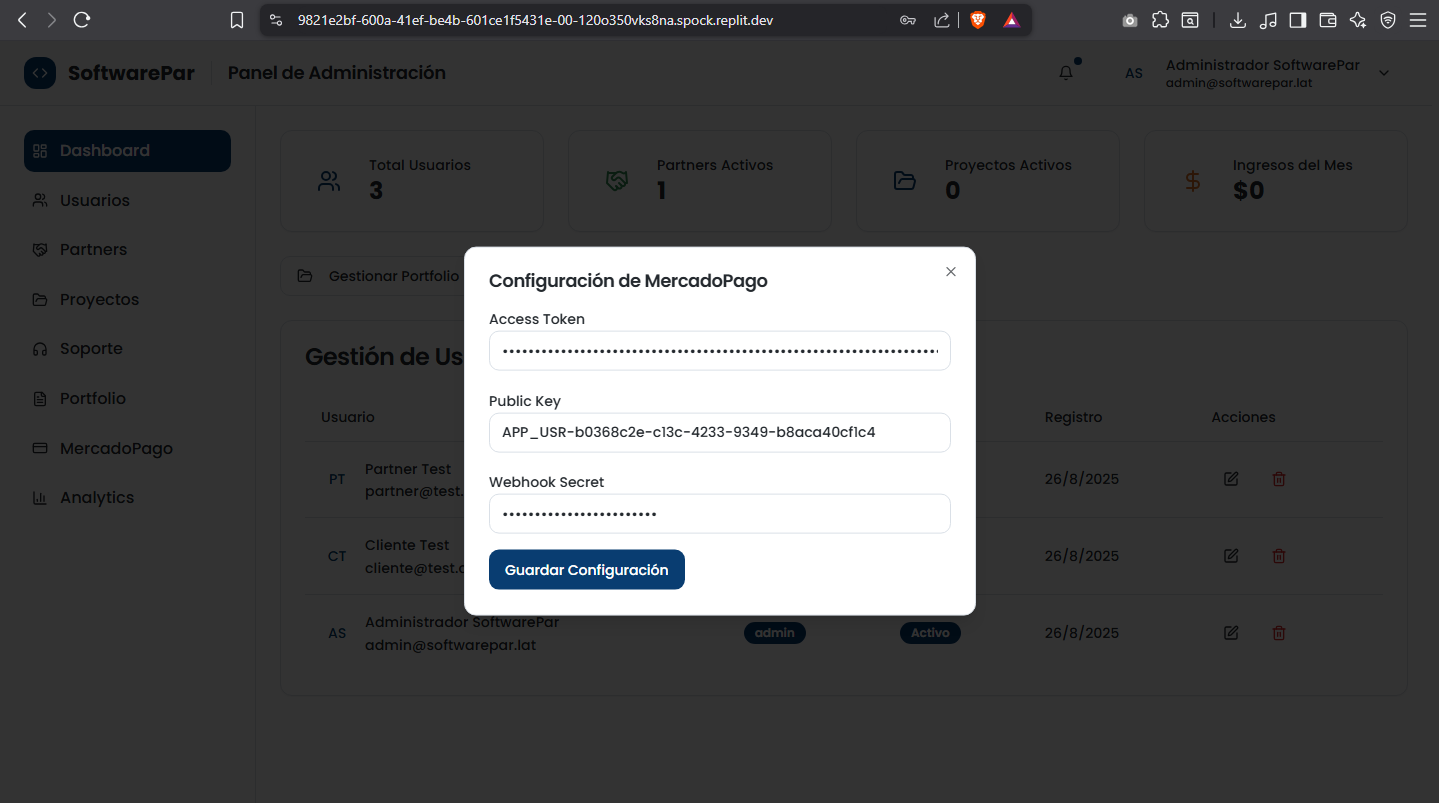 9821e2bf-600a-41ef-be4b-601ce1f5431e-00-120o350vks8na.spock.replit.dev
SoftwarePar
Panel de Administración
AS
Administrador SoftwarePar
admin@softwarepar.lat
Dashboard
Usuarios
Partners
Proyectos
Soporte
Portfolio
MercadoPago
Analytics
Total Usuarios
3
Partners Activos
1
Proyectos Activos
0
Ingresos del Mes
$0
Gestionar Portfolio
Gestión de Us
Usuario
Registro
Acciones
PT
Partner Test
partner@test.
26/8/2025
CT
Cliente Test
cliente@test.c
26/8/2025
AS
Administrador SoftwarePar
admin@softwarepar.lat
admin
Activo
26/8/2025
Configuración de MercadoPago
Access Token
Public Key
APP_USR-b0368c2e-c13c-4233-9349-b8aca40cf1c4
Webhook Secret
Guardar Configuración